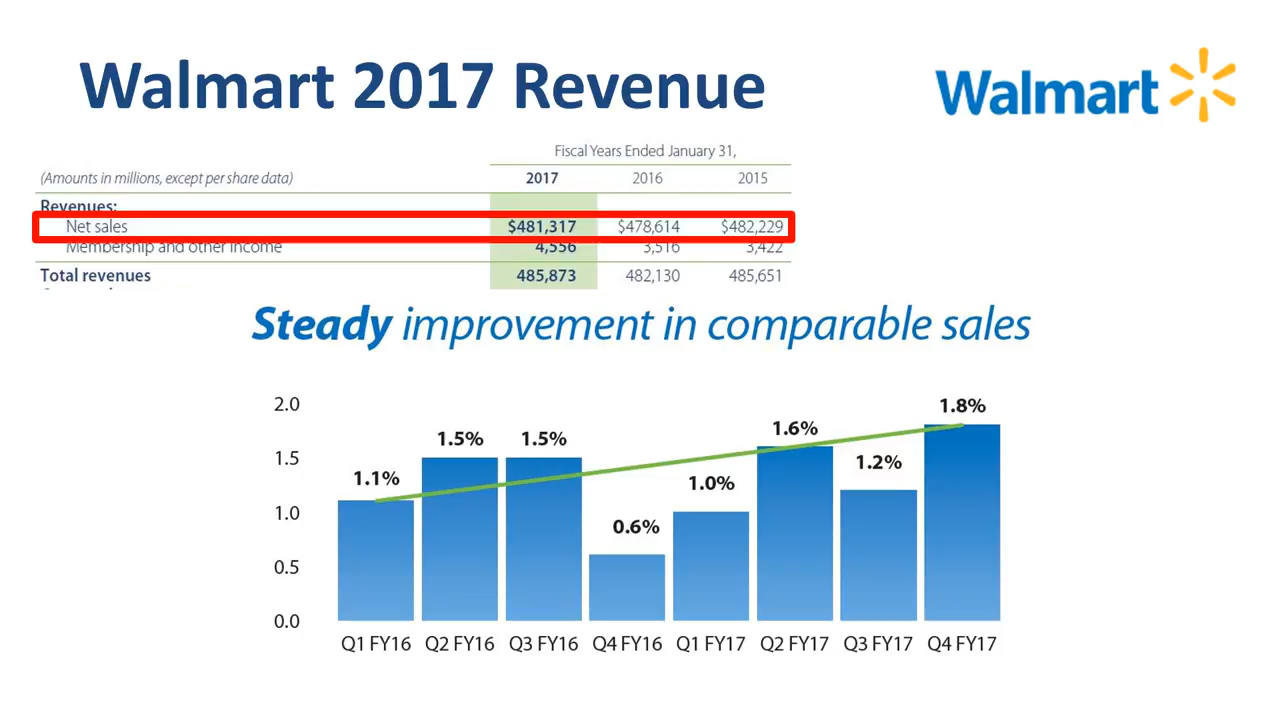 Walmart 2017 Revenue
Walmart
Fiscal Years Ended January 31,
(Amounts in millions, except per share data) 2017 2016 2015
Revenues:
Net sales $481,317 $478,614 $482,229
Membership and other income 4,556 3,516 3,422
Total revenues 485,873 482,130 485,651
Steady improvement in comparable sales
2.0
1.5
1.0
0.5
0.0
1.1% 1.5% 1.5% 0.6% 1.0% 1.6% 1.2% 1.8%
Q1 FY16 Q2 FY16 Q3 FY16 Q4 FY16 Q1 FY17 Q2 FY17 Q3 FY17 Q4 FY17